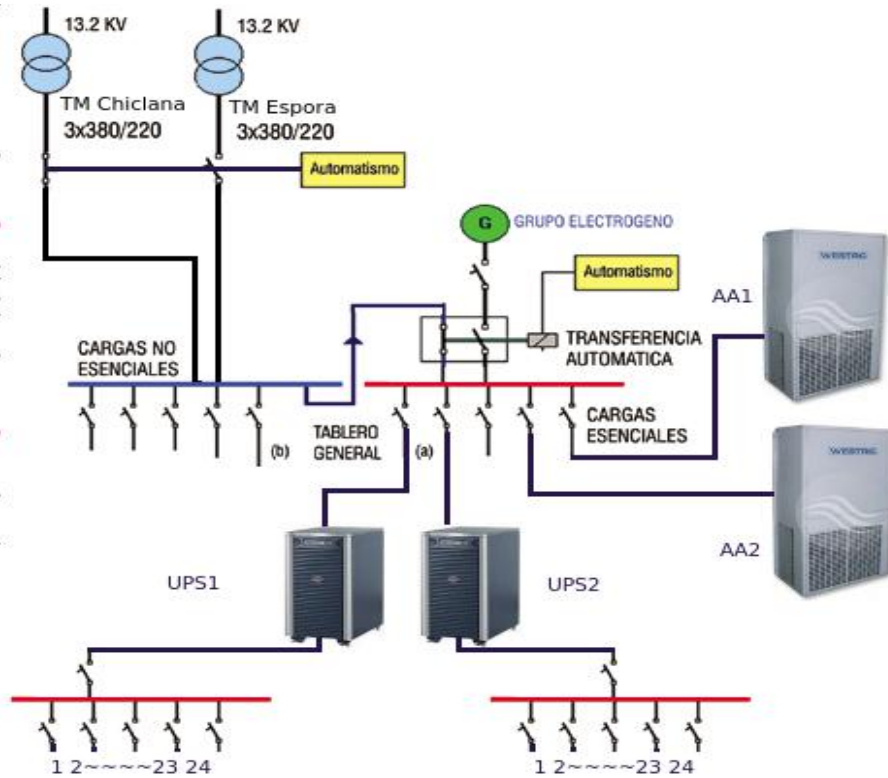 13.2 KV
13.2 KV
TM Chiclana
3x380/220
TM Espora
3x380/220
Automatismo
G
GRUPO ELECTROGENO
Automatismo
TRANSFERENCIA
AUTOMATICA
CARGAS NO
ESENCIALES
CARGAS
ESENCIALES
TABLERO
GENERAL
(b)
(a)
AA1
WESTRIC
AA2
WESTRIC
UPS1
UPS2
1 2~~~~23 24
1 2~~~~23 24